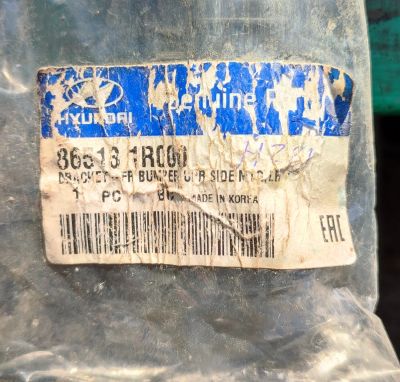 HYUNDAI
Genuine Parts
86513 1R000
BRACKET-FR BUMPER UPR SIDE MTG,LH
1 PC MADE IN KOREA
EAC